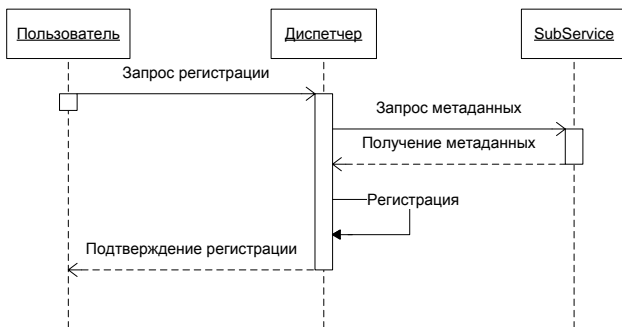 Пользователь
Диспетчер
SubService
Запрос регистрации
Запрос метаданных
Получение метаданных
Регистрация
Подтверждение регистрации